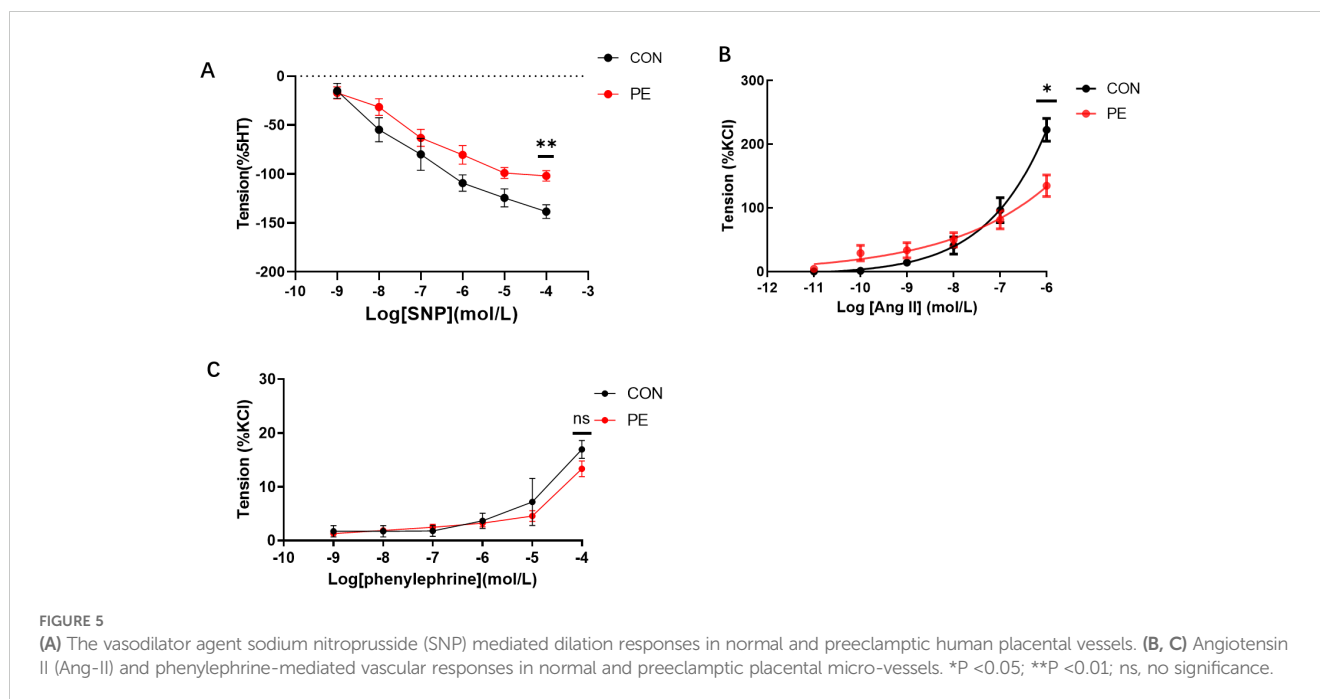 A
CON
PE
0
-50
-100
-150
-200
Tension(%5HT)
**
-10 -9 -8 -7 -6 -5 -4 -3
Log[SNP](mol/L)
B
CON
PE
300
200
100
0
Tension (%KCl)
*
-12 -11 -10 -9 -8 -7 -6
Log [Ang II] (mol/L)
C
CON
PE
30
20
10
0
Tension (%KCl)
ns
-10 -9 -8 -7 -6 -5 -4
Log[phenylephrine](mol/L)
FIGURE 5
(A) The vasodilator agent sodium nitroprusside (SNP) mediated dilation responses in normal and preeclamptic human placental vessels. (B, C) Angiotensin
II (Ang-II) and phenylephrine-mediated vascular responses in normal and preeclamptic placental micro-vessels. *P <0.05; **P <0.01; ns, no significance.